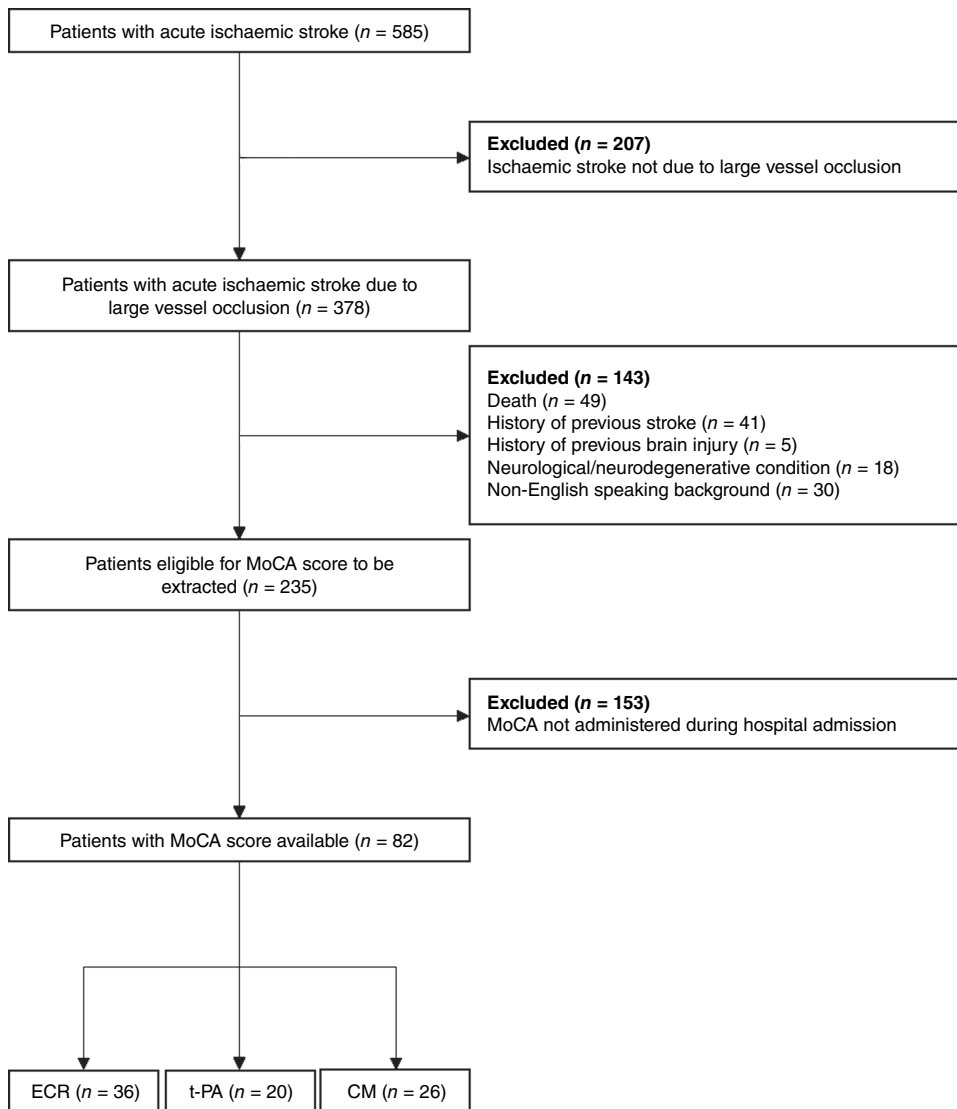 Patients with acute ischaemic stroke (n = 585)
Excluded (n = 207)
Ischaemic stroke not due to large vessel occlusion
Patients with acute ischaemic stroke due to
large vessel occlusion (n = 378)
Excluded (n = 143)
Death (n = 49)
History of previous stroke (n = 41)
History of previous brain injury (n = 5)
Neurological/neurodegenerative condition (n = 18)
Non-English speaking background (n = 30)
Patients eligible for MoCA score to be
extracted (n = 235)
Excluded (n = 153)
MoCA not administered during hospital admission
Patients with MoCA score available (n = 82)
ECR (n = 36)
t-PA (n = 20)
CM (n = 26)